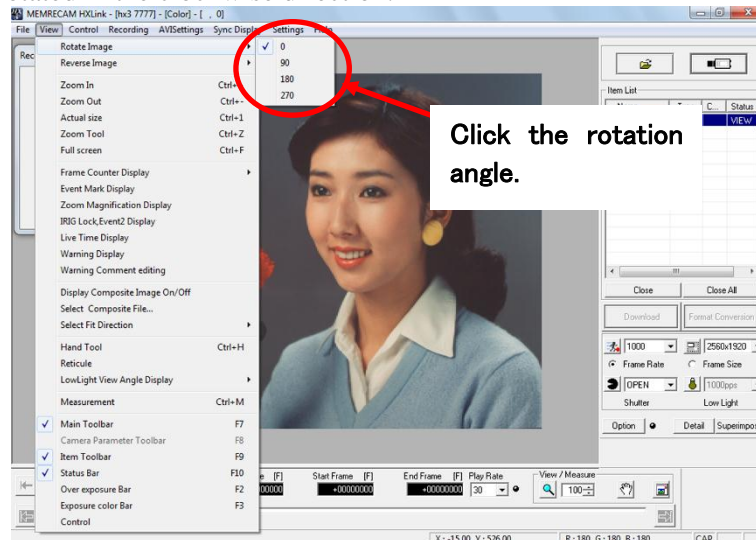 MEMRECAM HXLink - [hx3 7777] - [Color] - [ , 0]
File View Control Recording AVISettings Sync Display Settings Help
Rotate Image
0
90
180
270
Reverse Image
Zoom In
Zoom Out Ctrl+-
Actual size Ctrl+1
Zoom Tool Ctrl+Z
Full screen Ctrl+F
Frame Counter Display
Event Mark Display
Zoom Magnification Display
IRIG Lock,Event2 Display
Live Time Display
Warning Display
Warning Comment editing
Display Composite Image On/Off
Select Composite File...
Select Fit Direction
Hand Tool Ctrl+H
Reticule
LowLight View Angle Display
Measurement Ctrl+M
Main Toolbar F7
Camera Parameter Toolbar F8
Item Toolbar F9
Status Bar F10
Over exposure Bar F2
Exposure color Bar F3
Control
Click the rotation
angle.
Item List
C... Status
VIEW
Close Close All
Download Format Conversion
1000 2560x1920
Frame Rate Frame Size
OPEN 1000pps
Shutter Low Light
Option Detail Superimpos
[F] Start Frame [F] End Frame [F] Play Rate View / Measure
+00000000 +00000000 30 100
X : -15.00 Y : 526.00 R : 180 G : 180 B : 180 CAP